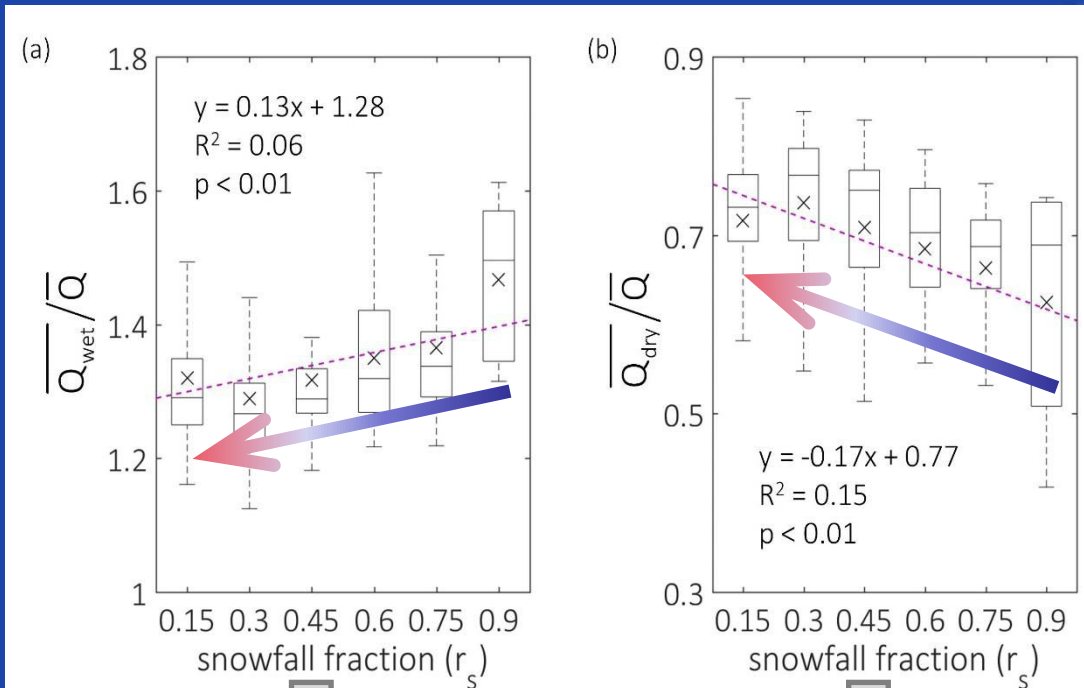 (a)
1.8
1.6
1.4
1.2
1
y = 0.13x + 1.28
R² = 0.06
p < 0.01
Q̅wet/Q̅
0.15 0.3 0.45 0.6 0.75 0.9
snowfall fraction (rs)
(b)
0.9
0.7
0.5
0.3
y = -0.17x + 0.77
R² = 0.15
p < 0.01
Q̅dry/Q̅
0.15 0.3 0.45 0.6 0.75 0.9
snowfall fraction (rs)